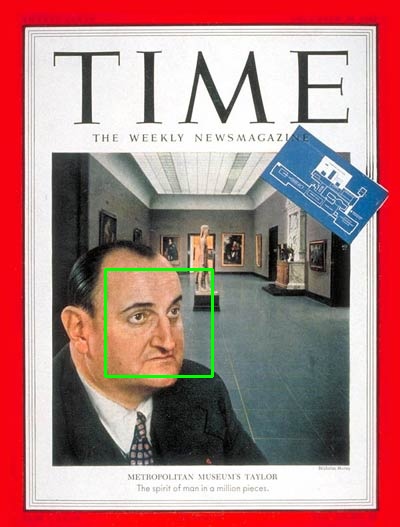 TIME
THE WEEKLY NEWSMAGAZINE
METROPOLITAN MUSEUM'S TAYLOR
The spirit of man in a million pieces.